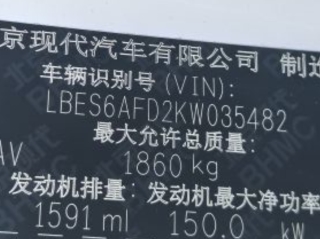 京现代汽车有限公司 制造
车辆识别号 (VIN):
LBES6AFD2KW035482
最大允许总质量:
AV 1860 kg
发动机排量: 发动机最大净功率
1591 ml 150.0 kW